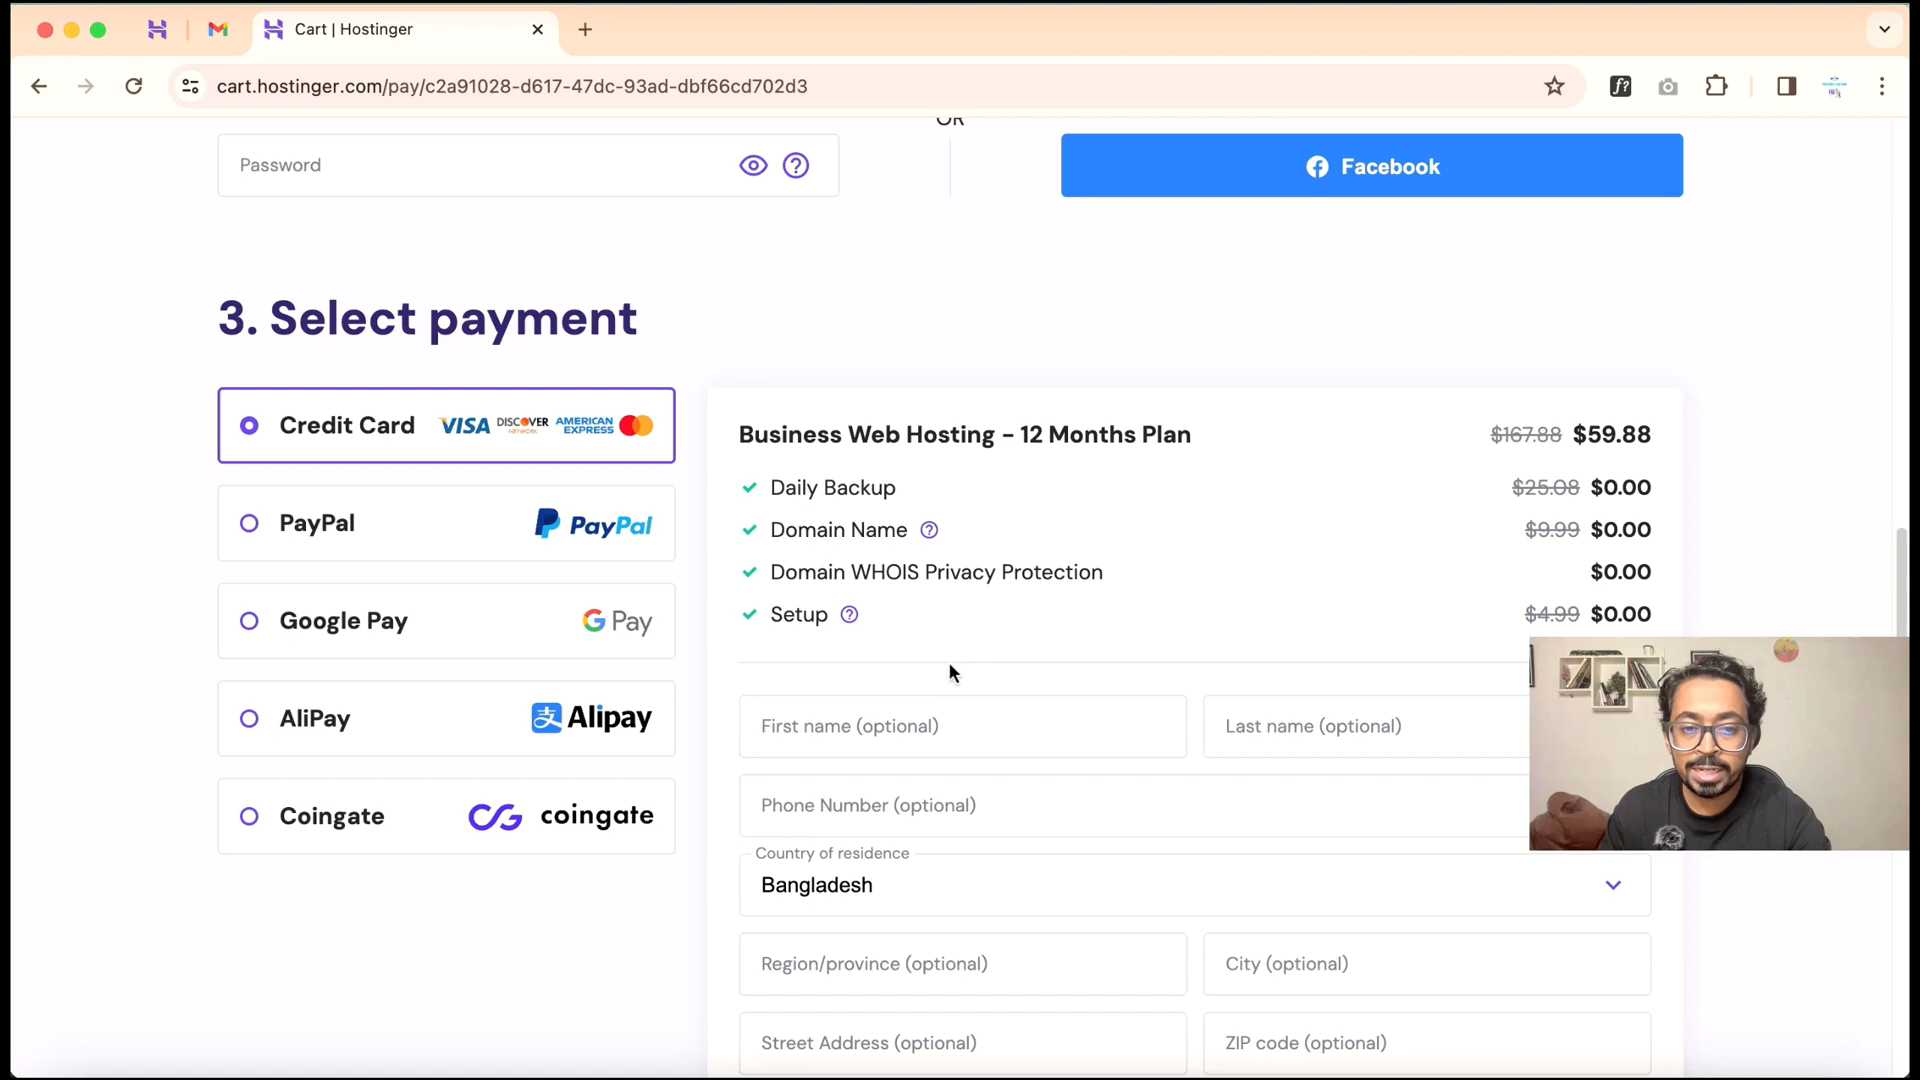 Cart | Hostinger
cart.hostinger.com/pay/c2a91028-d617-47dc-93ad-dbf66cd702d3
OR
Password
Facebook
3. Select payment
Credit Card VISA DISCOVER NETWORK AMERICAN EXPRESS
PayPal PayPal
Google Pay G Pay
AliPay 支 Alipay
Coingate CG coingate
Business Web Hosting – 12 Months Plan $167.88 $59.88
Daily Backup $25.08 $0.00
Domain Name $9.99 $0.00
Domain WHOIS Privacy Protection $0.00
Setup $4.99 $0.00
First name (optional) Last name (optional)
Phone Number (optional)
Country of residence
Bangladesh
Region/province (optional) City (optional)
Street Address (optional) ZIP code (optional)